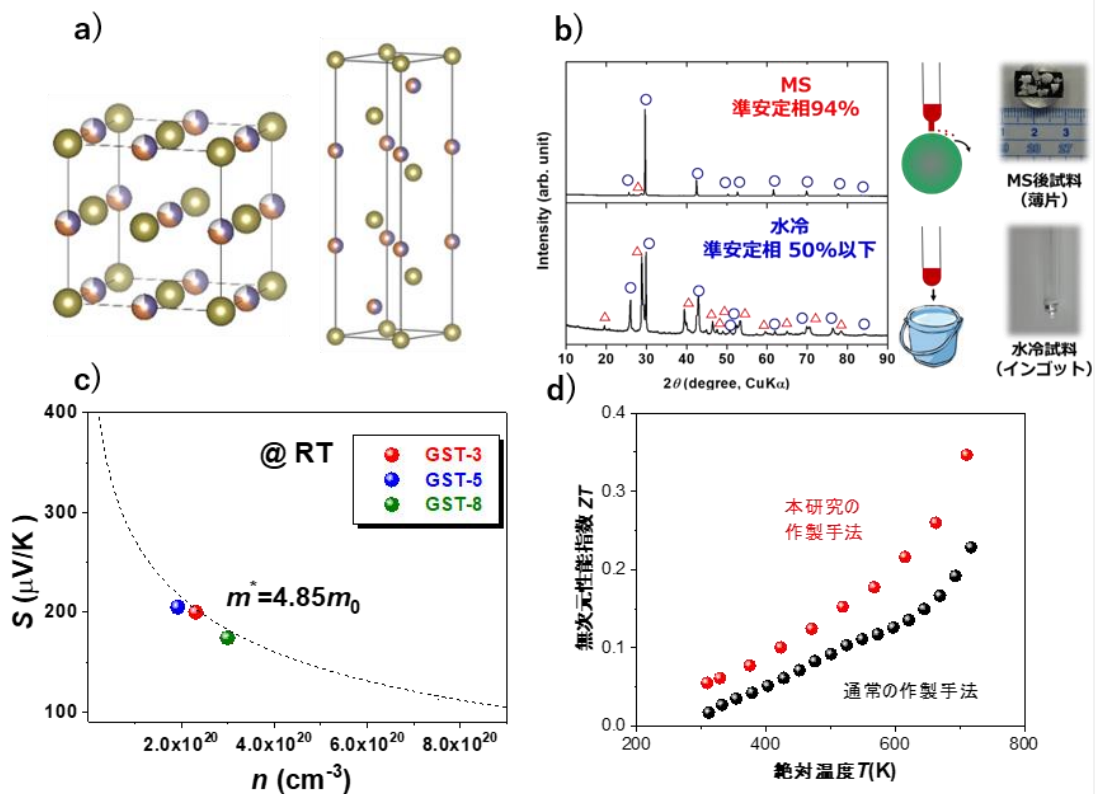 a)
b)
MS
準安定相94%
水冷
準安定相 50%以下
Intensity (arb. unit)
10 20 30 40 50 60 70 80 90
2θ (degree, CuKα)
1 2 3
MS後試料
(薄片)
水冷試料
(インゴット)
c)
@ RT
GST-3
GST-5
GST-8
m*=4.85m0
400
300
200
100
S (μV/K)
2.0x10^20 4.0x10^20 6.0x10^20 8.0x10^20
n (cm^-3)
d)
0.4
0.3
0.2
0.1
0.0
無次元性能指数 ZT
本研究の
作製手法
通常の作製手法
200 400 600 800
絶対温度T(K)